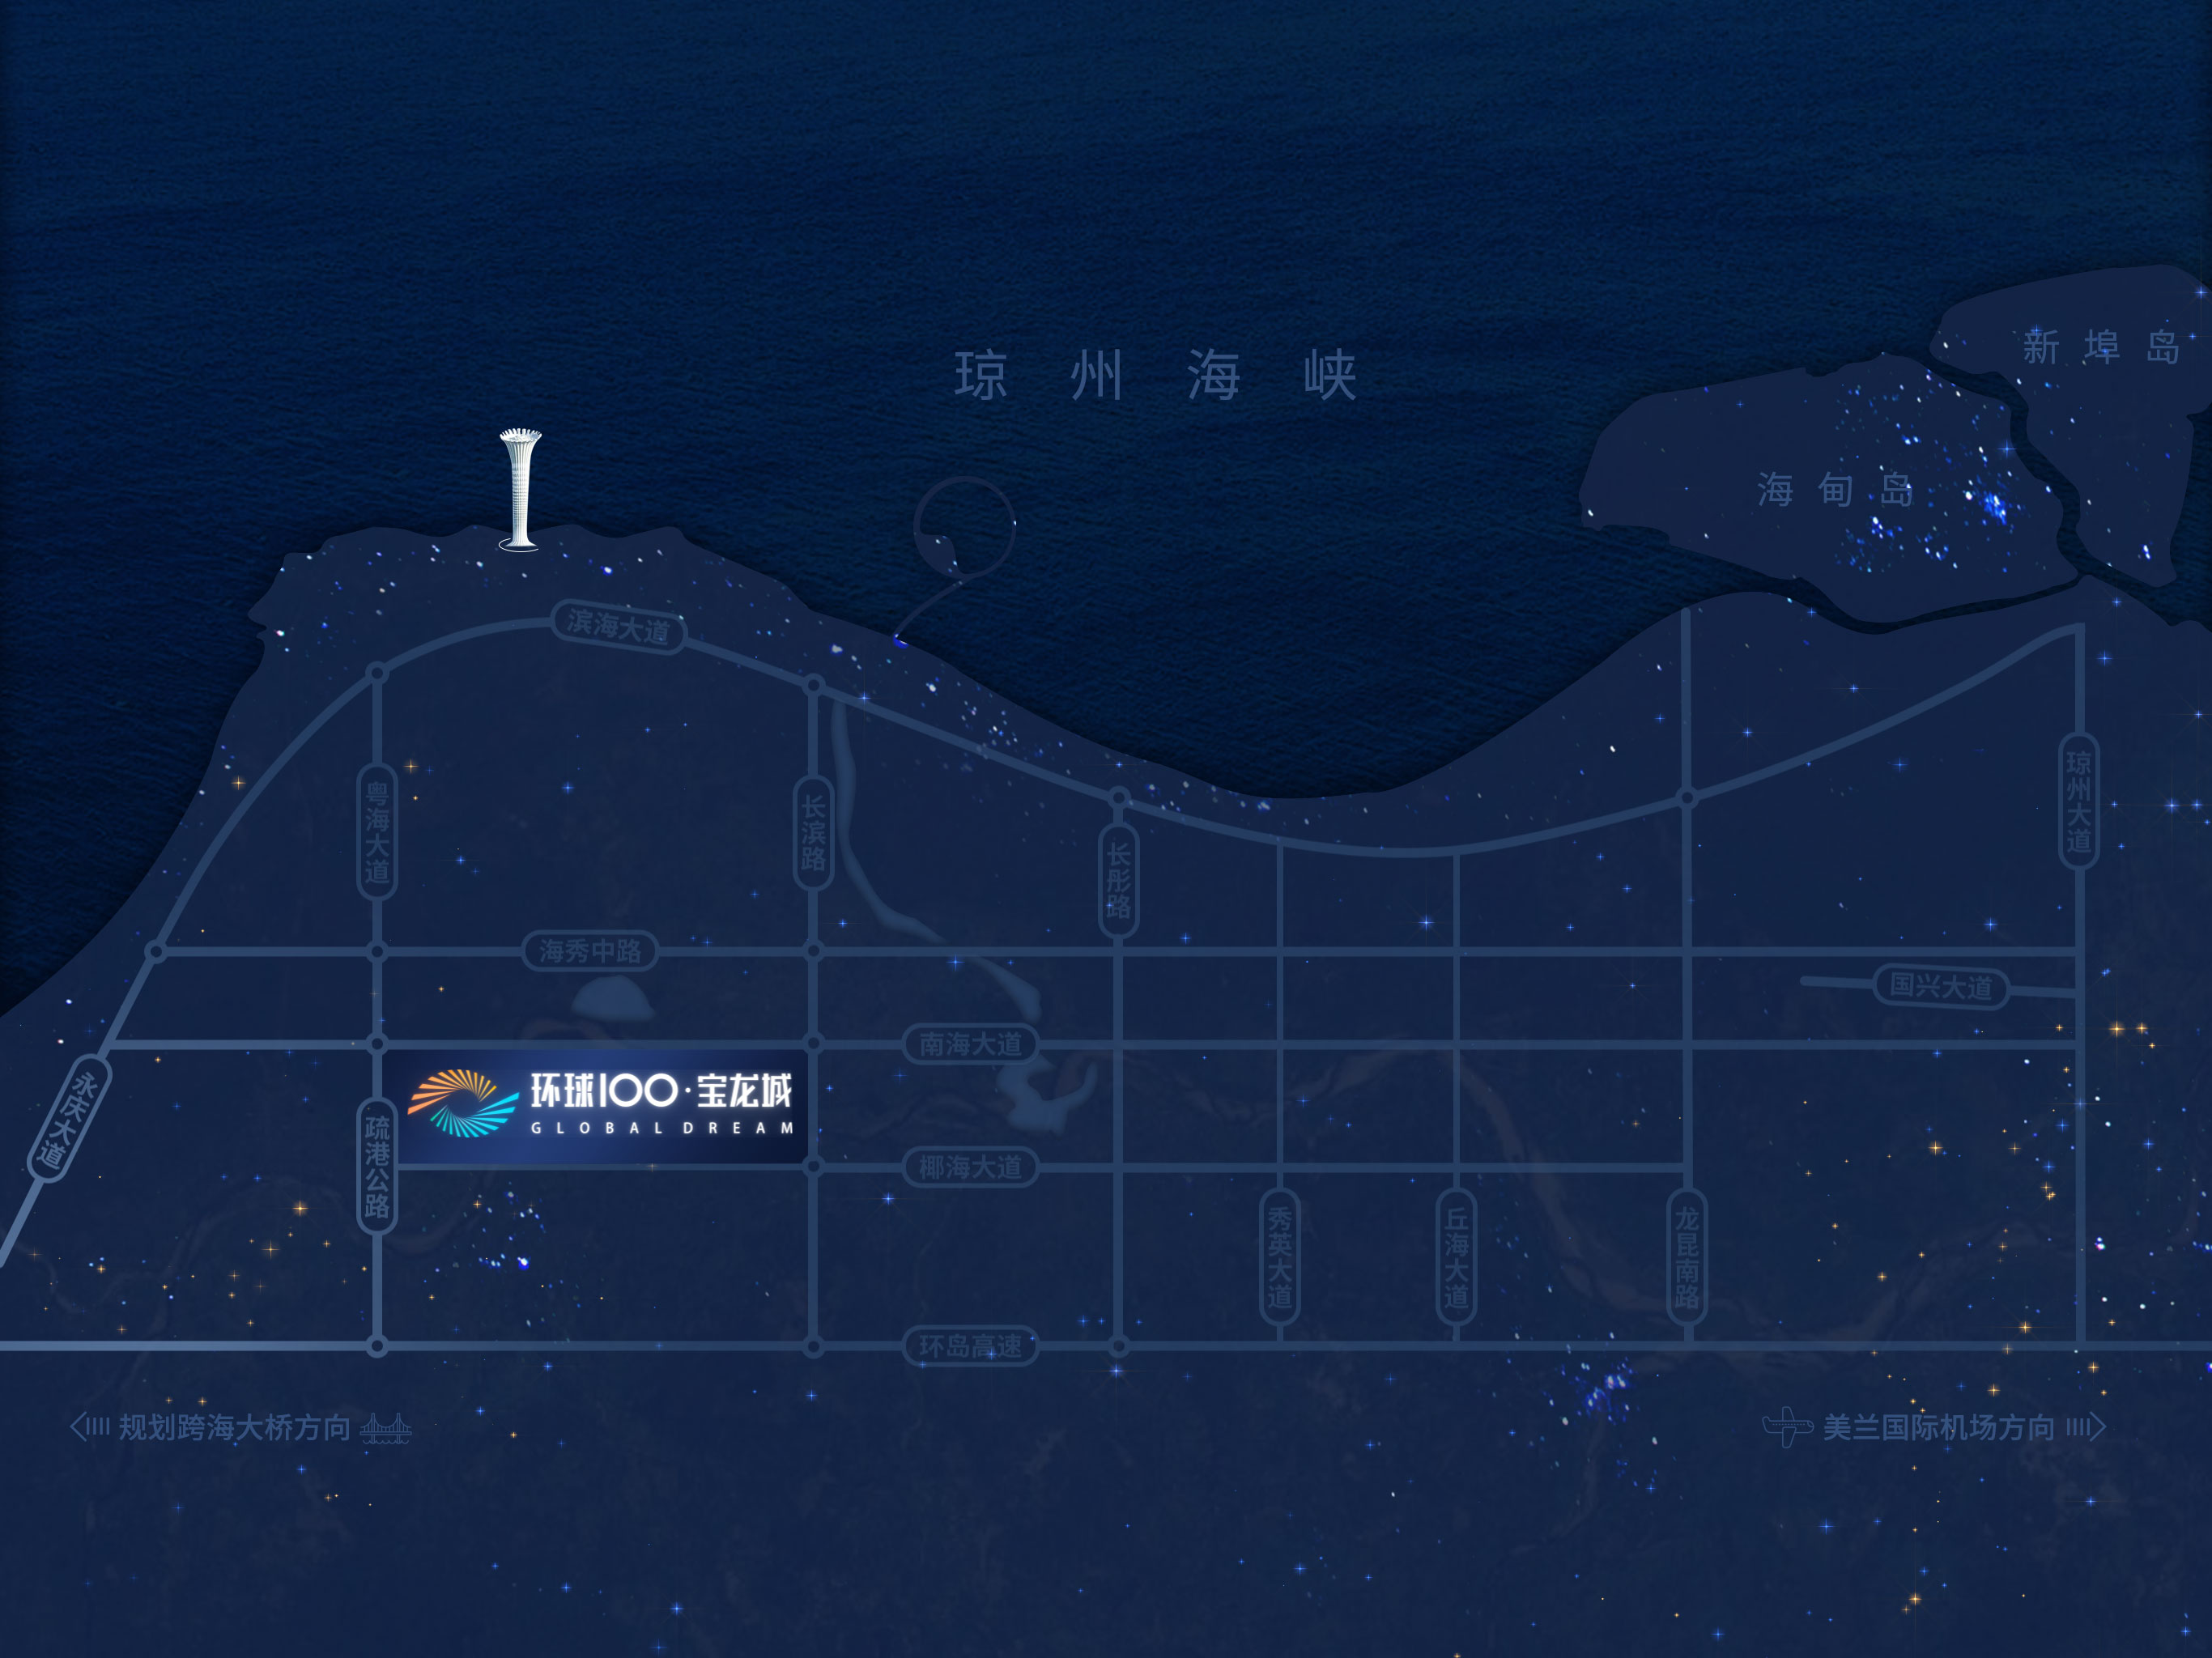 琼州海峡
新埠岛
海甸岛
滨海大道
粤海大道
长滨路
长彤路
琼州大道
海秀中路
国兴大道
南海大道
永庆大道
疏港公路
环球100·宝龙城
GLOBAL DREAM
椰海大道
秀英大道
丘海大道
龙昆南路
环岛高速
规划跨海大桥方向
美兰国际机场方向